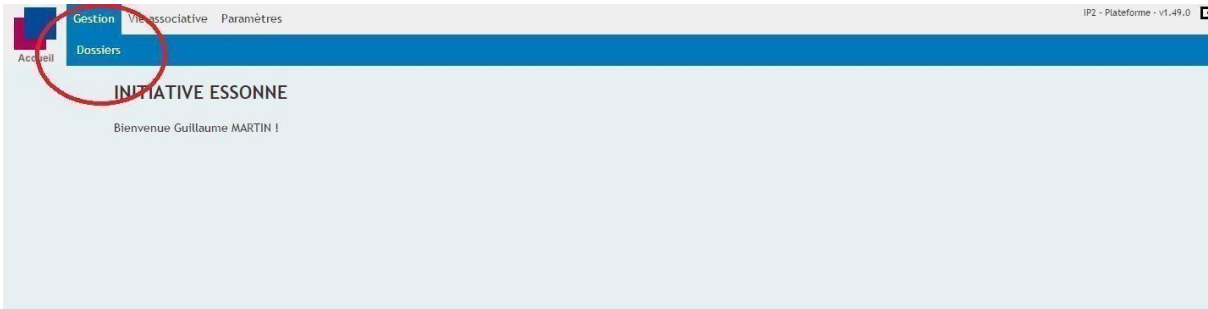 Gestion Vie associative Paramètres
IP2 - Plateforme - v1.49.0
Accueil
Dossiers
INITIATIVE ESSONNE
Bienvenue Guillaume MARTIN !